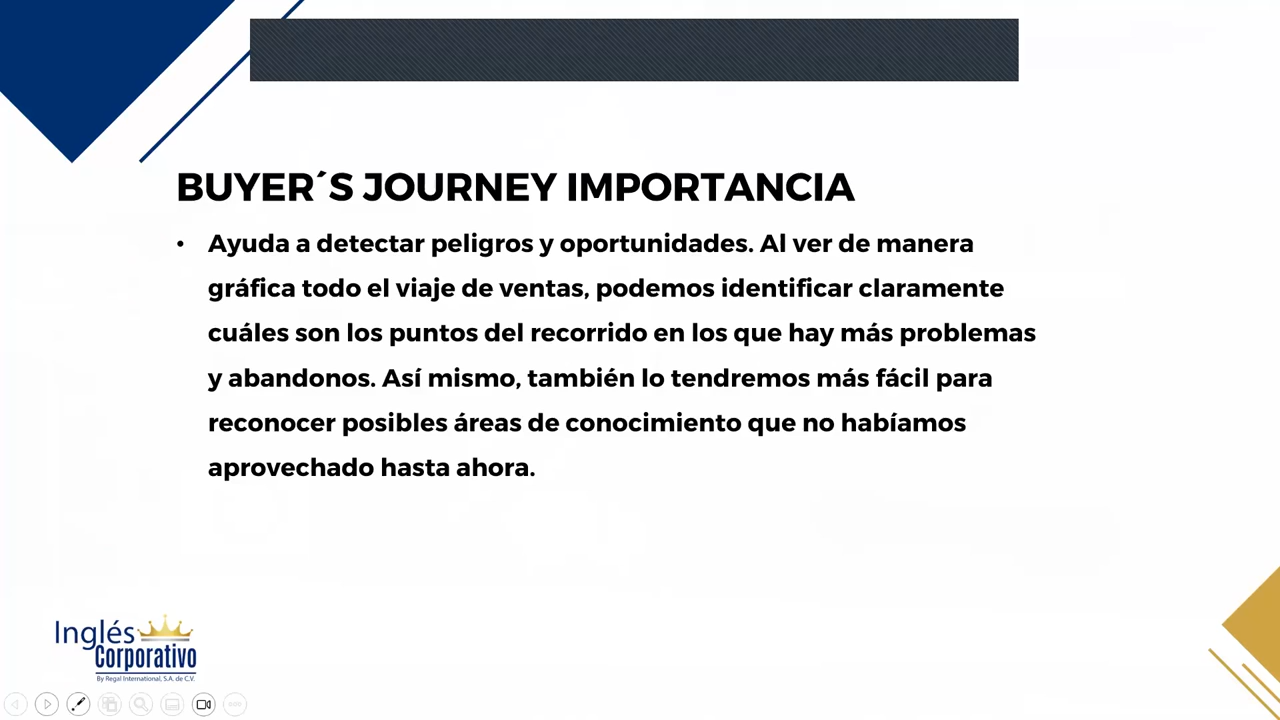 BUYER´S JOURNEY IMPORTANCIA
• Ayuda a detectar peligros y oportunidades. Al ver de manera
gráfica todo el viaje de ventas, podemos identificar claramente
cuáles son los puntos del recorrido en los que hay más problemas
y abandonos. Así mismo, también lo tendremos más fácil para
reconocer posibles áreas de conocimiento que no habíamos
aprovechado hasta ahora.
Inglés
Corporativo
By Regal International, S.A. de C.V.